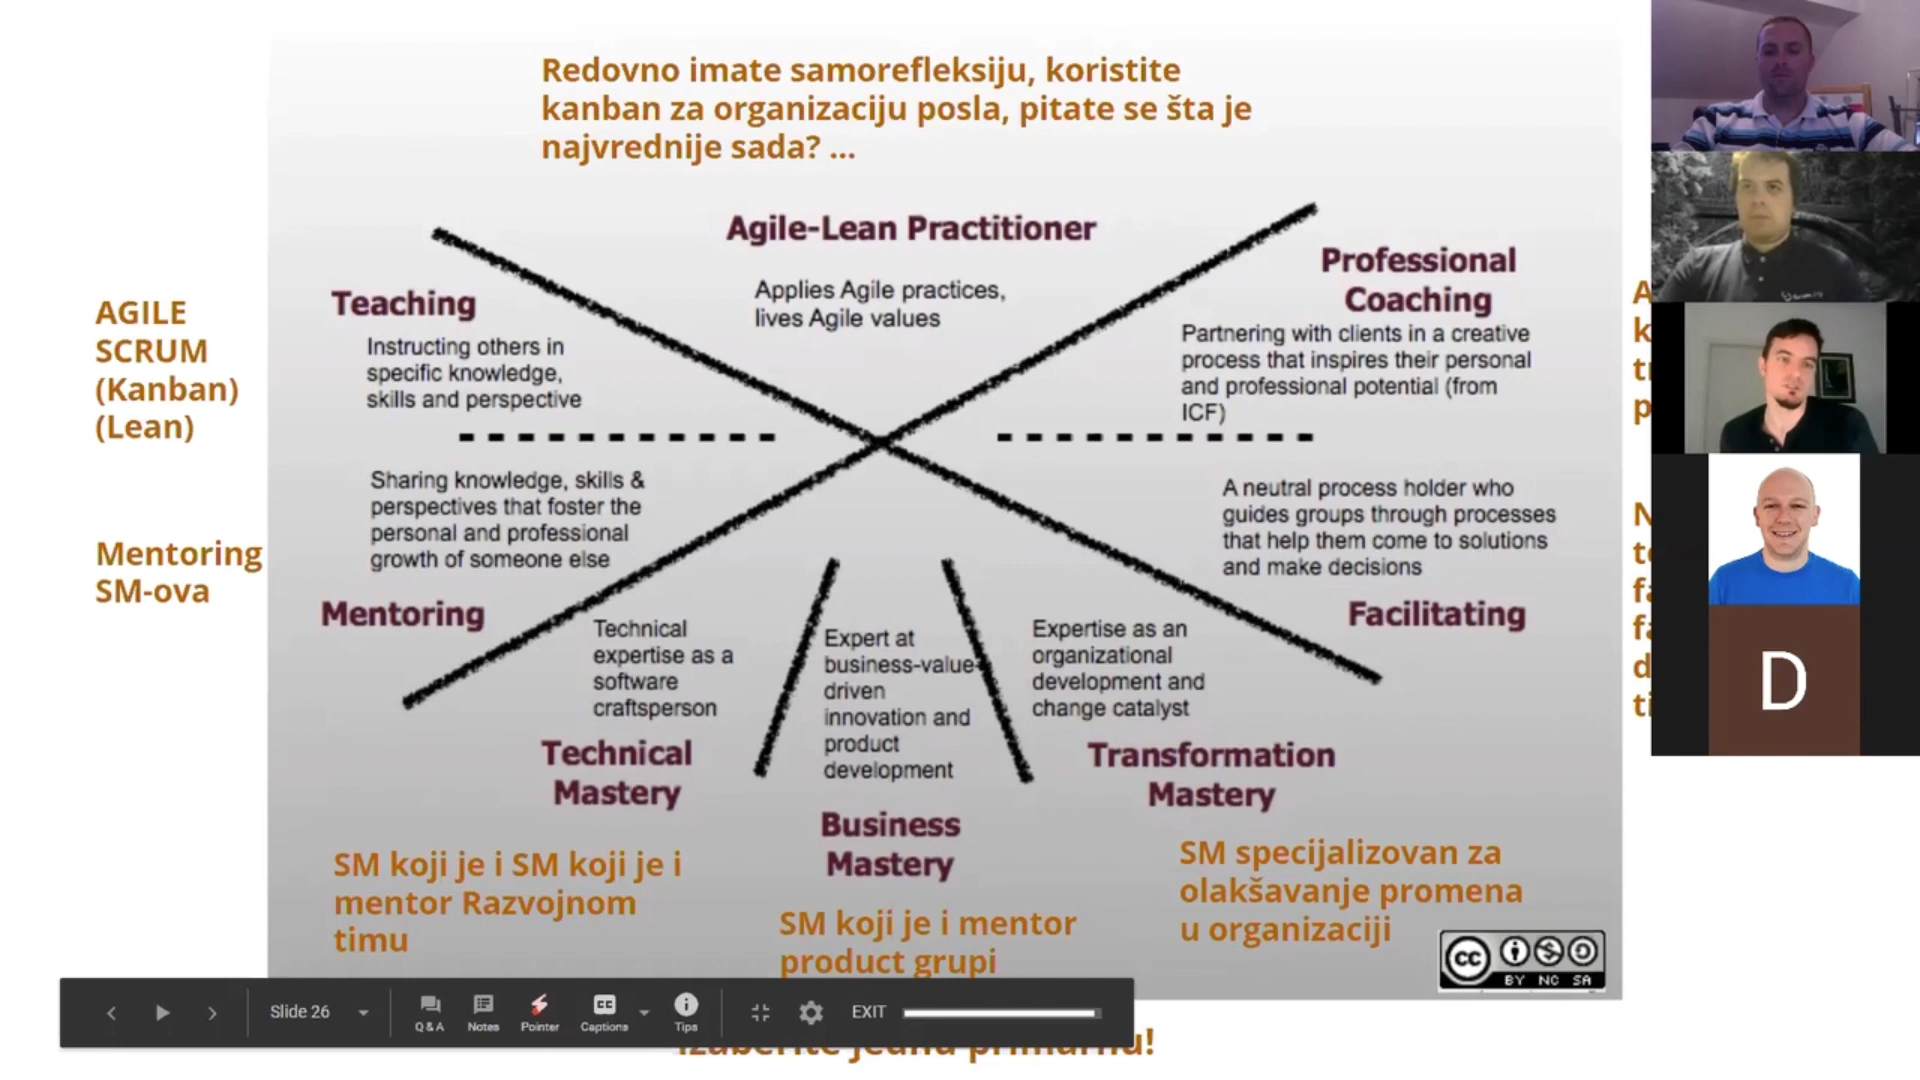 Redovno imate samorefleksiju, koristite
kanban za organizaciju posla, pitate se šta je
najvrednije sada? ...
Agile-Lean Practitioner
Applies Agile practices,
lives Agile values
Teaching
Instructing others in
specific knowledge,
skills and perspective
Professional
Coaching
Partnering with clients in a creative
process that inspires their personal
and professional potential (from
ICF)
AGILE
SCRUM
(Kanban)
(Lean)
Sharing knowledge, skills &
perspectives that foster the
personal and professional
growth of someone else
Mentoring
A neutral process holder who
guides groups through processes
that help them come to solutions
and make decisions
Facilitating
Mentoring
SM-ova
Technical
expertise as a
software
craftsperson
Technical
Mastery
Expert at
business-value-
driven
innovation and
product
development
Business
Mastery
Expertise as an
organizational
development and
change catalyst
Transformation
Mastery
SM koji je i SM koji je i
mentor Razvojnom
timu
SM koji je i mentor
product grupi
SM specijalizovan za
olakšavanje promena
u organizaciji
cc
BY NC SA
D
Slide 26
Q & A
Notes
Pointer
CC
Captions
Tips
EXIT